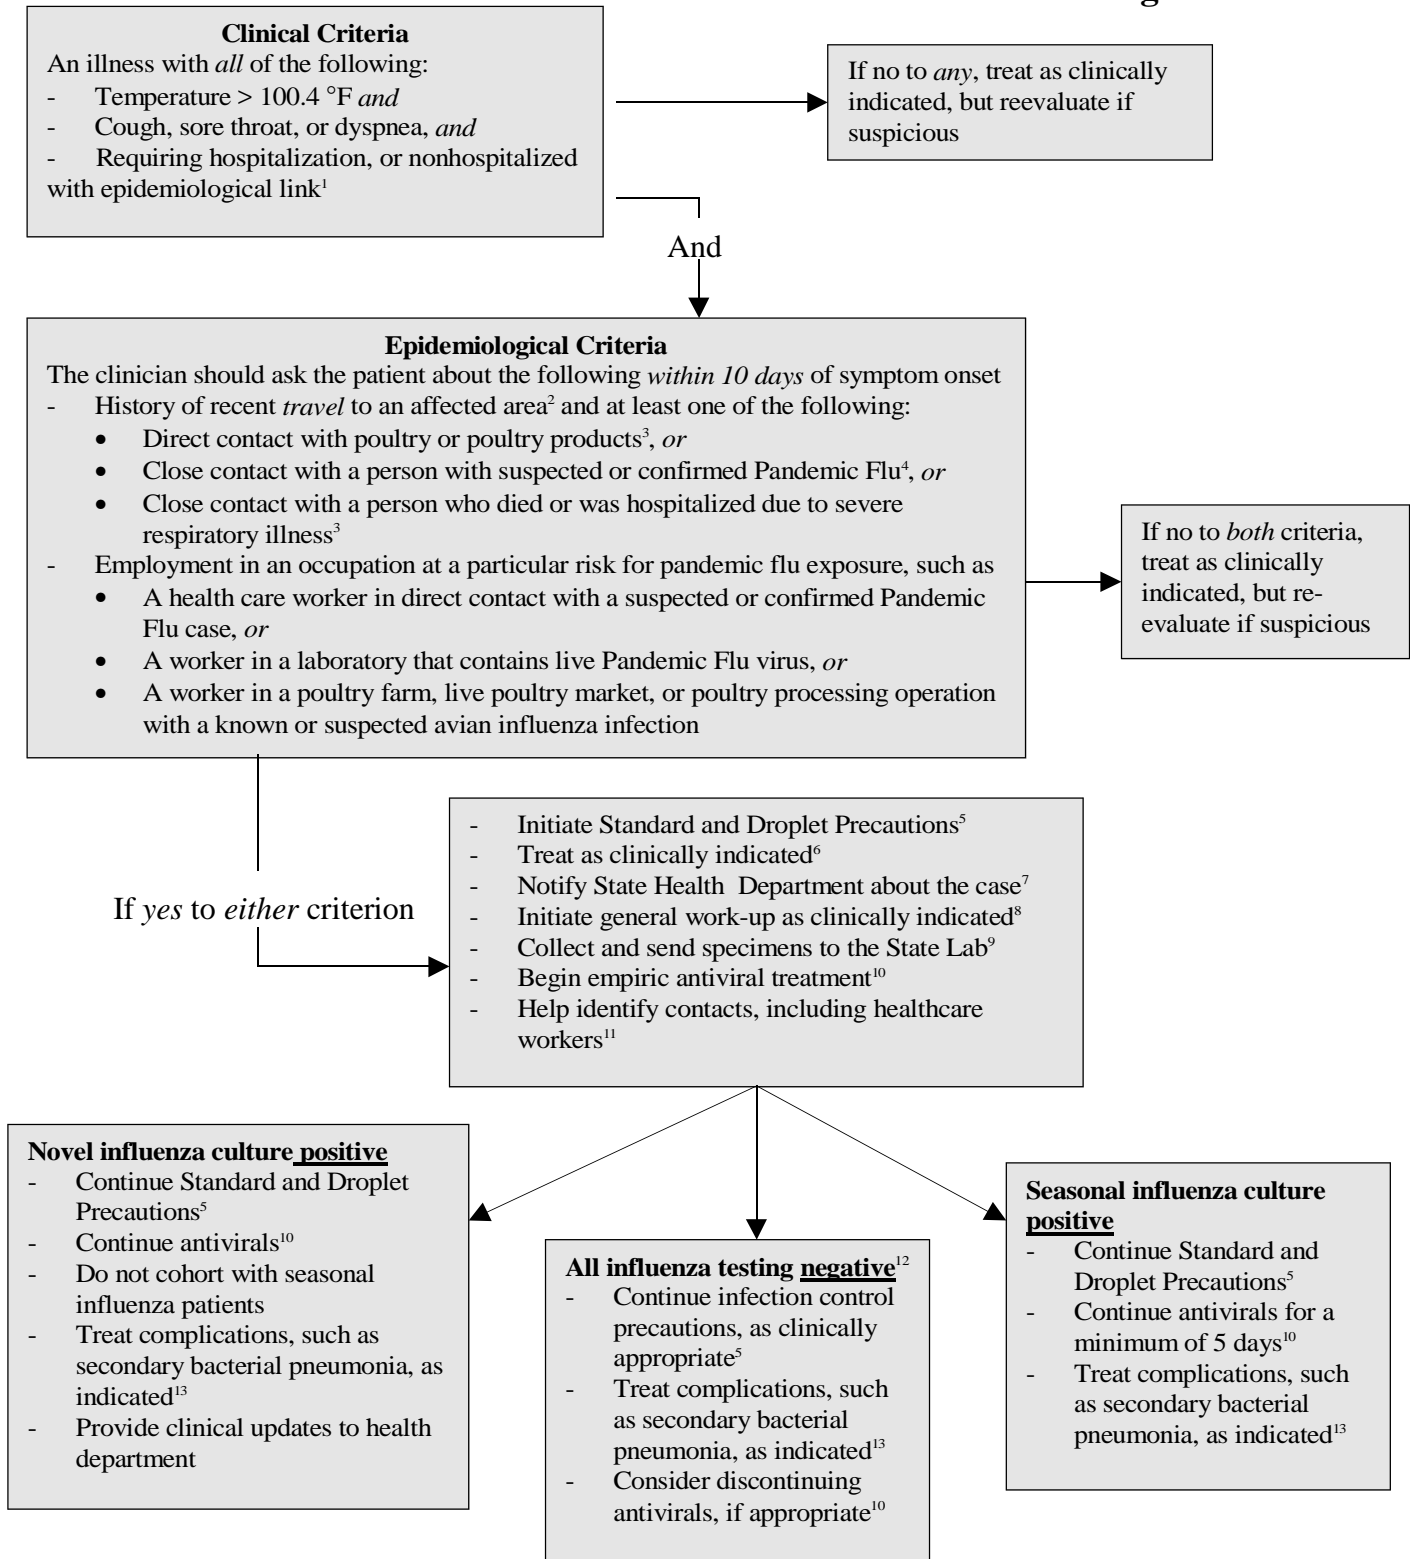 Clinical Criteria
An illness with all of the following:
- Temperature > 100.4 °F and
- Cough, sore throat, or dyspnea, and
- Requiring hospitalization, or nonhospitalized
with epidemiological link1
If no to any, treat as clinically
indicated, but reevaluate if
suspicious
And
Epidemiological Criteria
The clinician should ask the patient about the following within 10 days of symptom onset
- History of recent travel to an affected area2 and at least one of the following:
• Direct contact with poultry or poultry products3, or
• Close contact with a person with suspected or confirmed Pandemic Flu4, or
• Close contact with a person who died or was hospitalized due to severe
respiratory illness3
- Employment in an occupation at a particular risk for pandemic flu exposure, such as
• A health care worker in direct contact with a suspected or confirmed Pandemic
Flu case, or
• A worker in a laboratory that contains live Pandemic Flu virus, or
• A worker in a poultry farm, live poultry market, or poultry processing operation
with a known or suspected avian influenza infection
If no to both criteria,
treat as clinically
indicated, but re-
evaluate if suspicious
If yes to either criterion
- Initiate Standard and Droplet Precautions5
- Treat as clinically indicated6
- Notify State Health Department about the case7
- Initiate general work-up as clinically indicated8
- Collect and send specimens to the State Lab9
- Begin empiric antiviral treatment10
- Help identify contacts, including healthcare
workers11
Novel influenza culture positive
- Continue Standard and Droplet
Precautions5
- Continue antivirals10
- Do not cohort with seasonal
influenza patients
- Treat complications, such as
secondary bacterial pneumonia, as
indicated13
- Provide clinical updates to health
department
All influenza testing negative12
- Continue infection control
precautions, as clinically
appropriate5
- Treat complications, such
as secondary bacterial
pneumonia, as indicated13
- Consider discontinuing
antivirals, if appropriate10
Seasonal influenza culture
positive
- Continue Standard and
Droplet Precautions5
- Continue antivirals for a
minimum of 5 days10
- Treat complications, such
as secondary bacterial
pneumonia, as indicated13